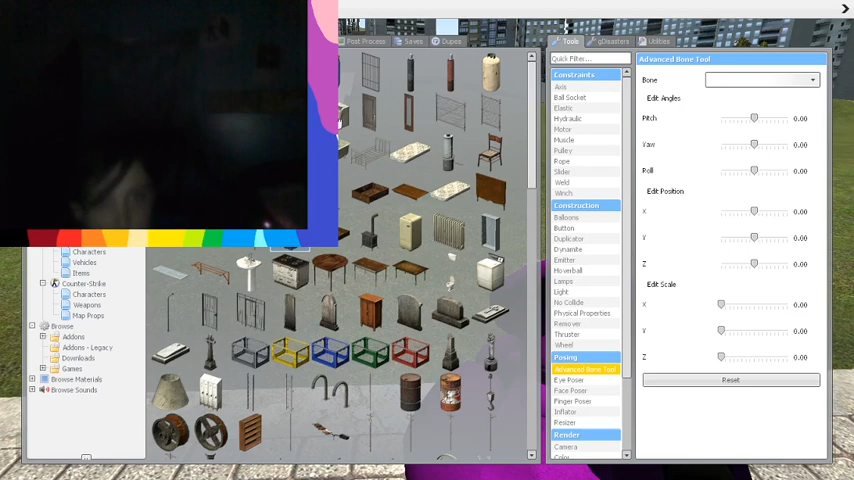 Post Process
Saves
Dupes
Tools
gDisasters
Utilities
Quick Filter...
Constraints
Axis
Ball Socket
Elastic
Hydraulic
Motor
Muscle
Pulley
Rope
Slider
Weld
Winch
Construction
Balloons
Button
Duplicator
Dynamite
Emitter
Hoverball
Lamps
Light
No Collide
Physical Properties
Remover
Thruster
Wheel
Posing
Advanced Bone Tool
Eye Poser
Face Poser
Finger Poser
Inflator
Resizer
Render
Camera
Color
Advanced Bone Tool
Bone
Edit Angles
Pitch 0.00
Yaw 0.00
Roll 0.00
Edit Position
X 0.00
Y 0.00
Z 0.00
Edit Scale
X 0.00
Y 0.00
Z 0.00
Reset
Characters
Vehicles
Items
Counter-Strike
Characters
Weapons
Map Props
Browse
Addons
Addons - Legacy
Downloads
Games
Browse Materials
Browse Sounds